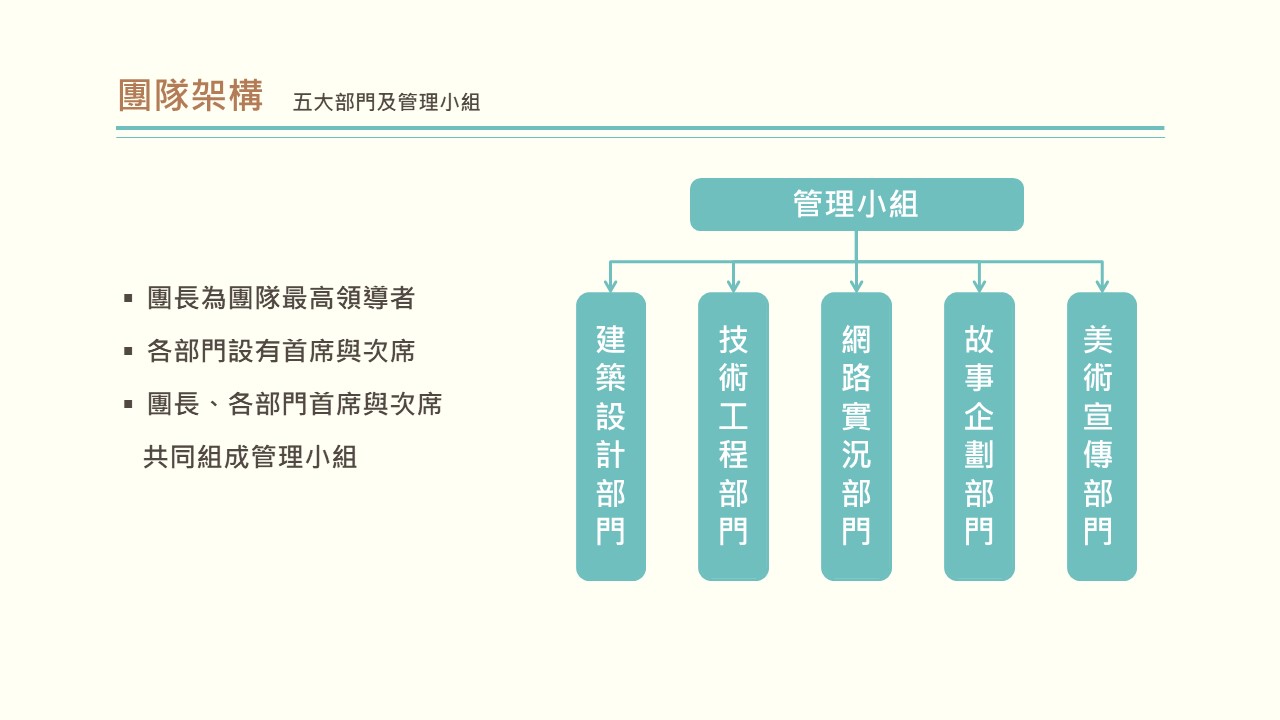 團隊架構 五大部門及管理小組
▪ 團長為團隊最高領導者
▪ 各部門設有首席與次席
▪ 團長、各部門首席與次席
共同組成管理小組
管理小組
建築設計部門
技術工程部門
網路實況部門
故事企劃部門
美術宣傳部門